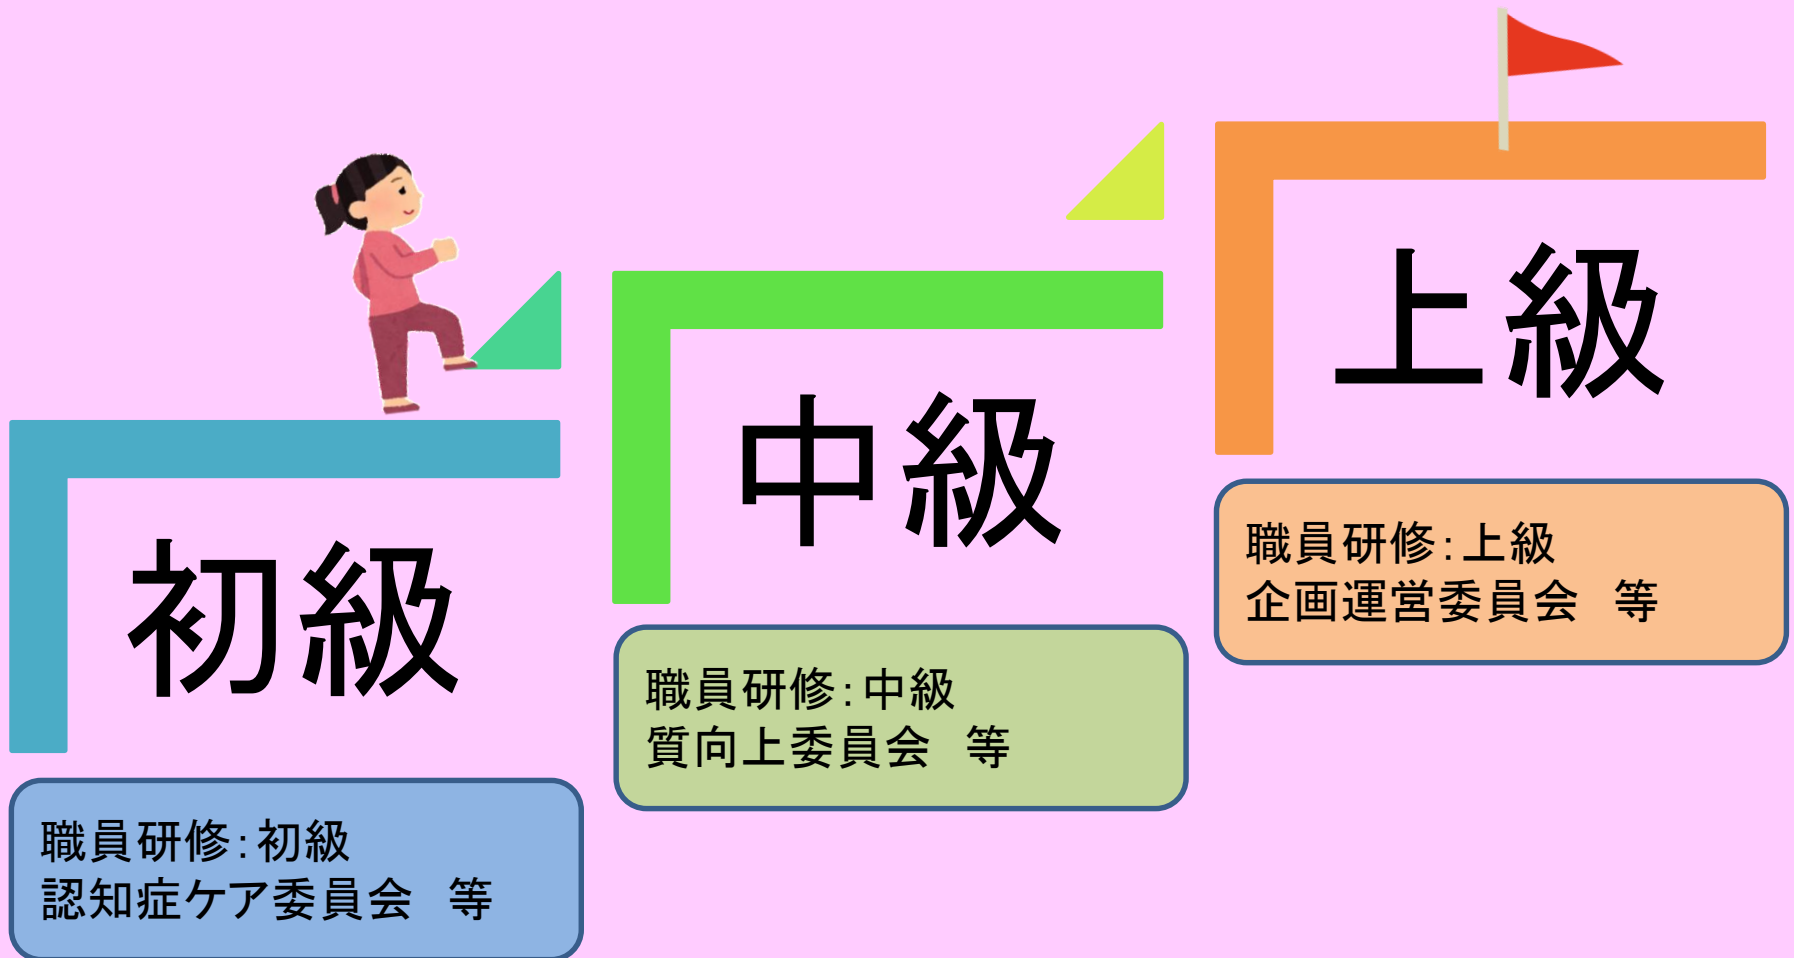 初級
職員研修:初級
認知症ケア委員会　等
中級
職員研修:中級
質向上委員会　等
上級
職員研修:上級
企画運営委員会　等